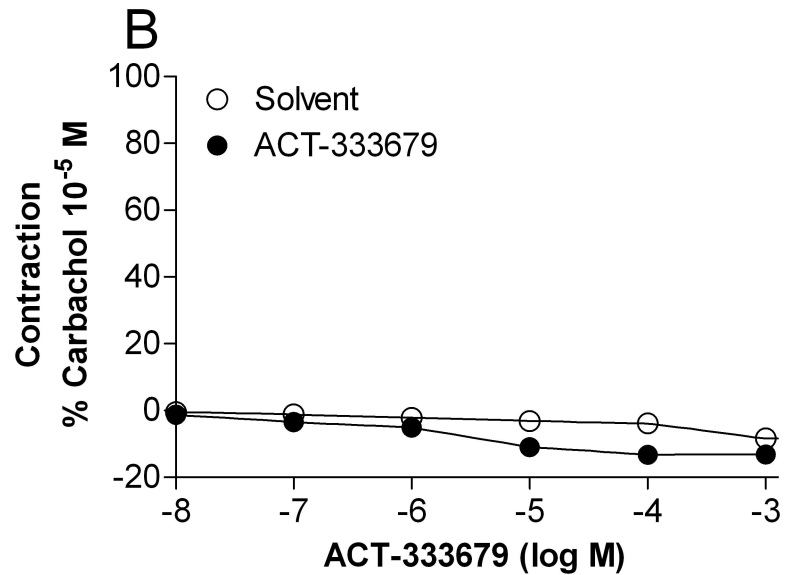 B
100
80
60
40
20
0
-20
Contraction
% Carbachol 10⁻⁵ M
Solvent
ACT-333679
-8 -7 -6 -5 -4 -3
ACT-333679 (log M)